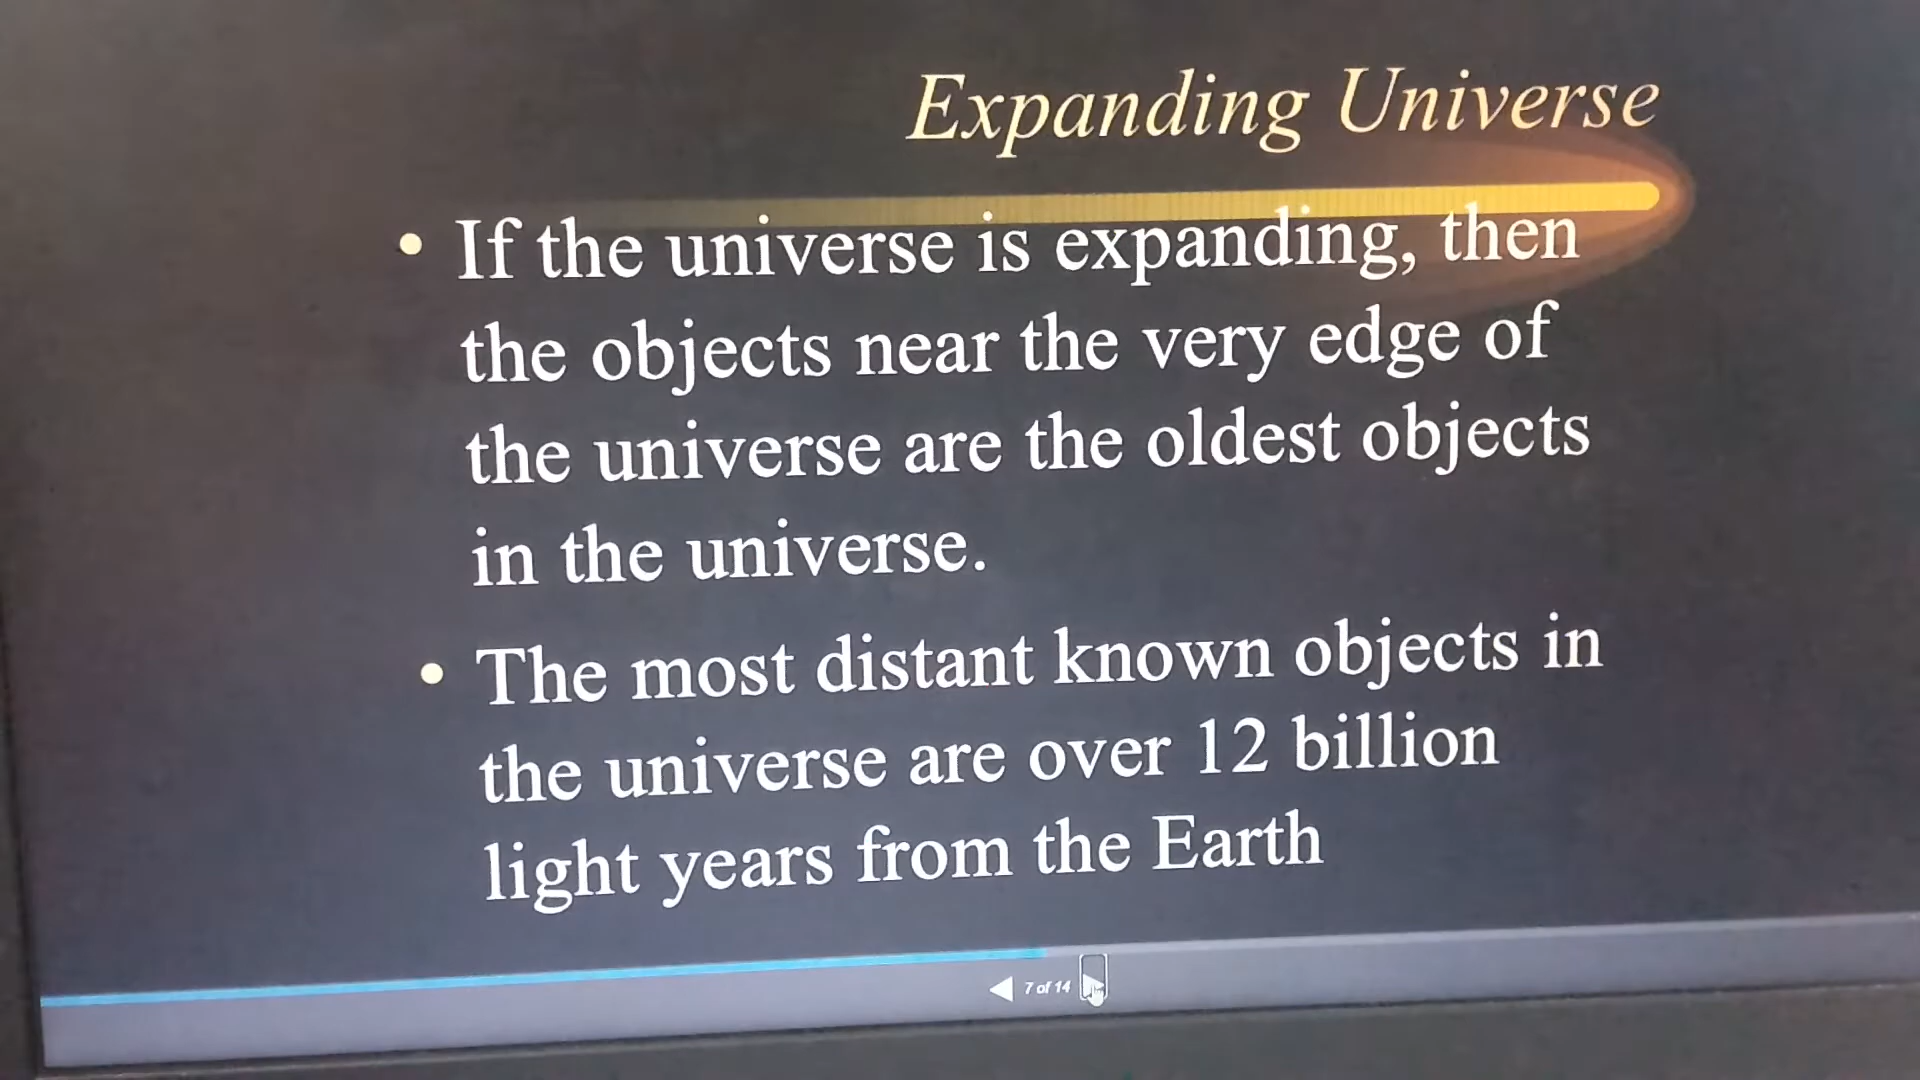 Expanding Universe
• If the universe is expanding, then
the objects near the very edge of
the universe are the oldest objects
in the universe.
• The most distant known objects in
the universe are over 12 billion
light years from the Earth
7 of 14